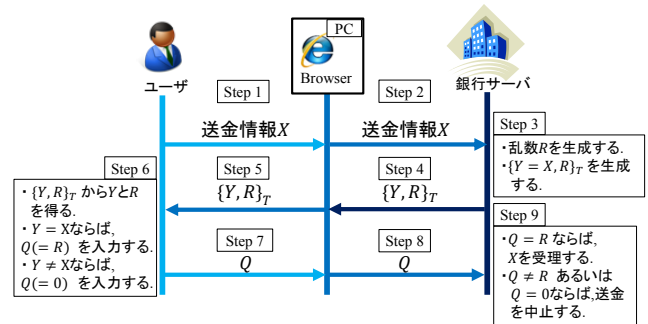 PC
Browser
ユーザ
銀行サーバ
Step 1
Step 2
送金情報X
送金情報X
Step 3
・乱数Rを生成する.
・{Y = X, R}_T を生成
する.
Step 4
{Y, R}_T
Step 5
{Y, R}_T
Step 6
・{Y, R}_T からYとR
を得る.
・Y = Xならば,
Q(= R) を入力する.
・Y ≠ Xならば,
Q(= 0) を入力する.
Step 7
Q
Step 8
Q
Step 9
・Q = R ならば,
Xを受理する.
・Q ≠ R あるいは
Q = 0ならば,送金
を中止する.